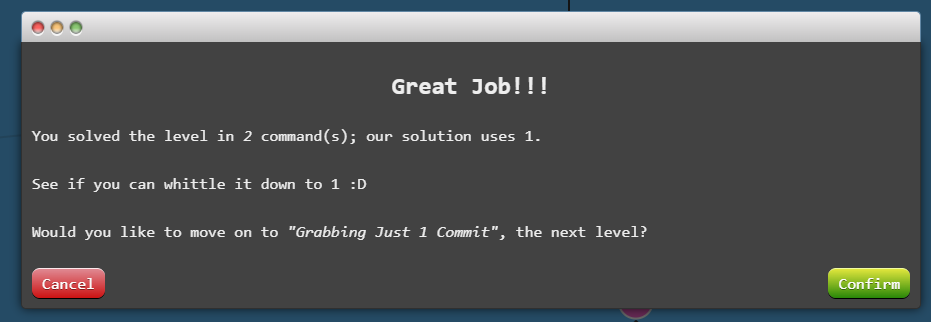 Great Job!!!
You solved the level in 2 command(s); our solution uses 1.
See if you can whittle it down to 1 :D
Would you like to move on to "Grabbing Just 1 Commit", the next level?
Cancel
Confirm